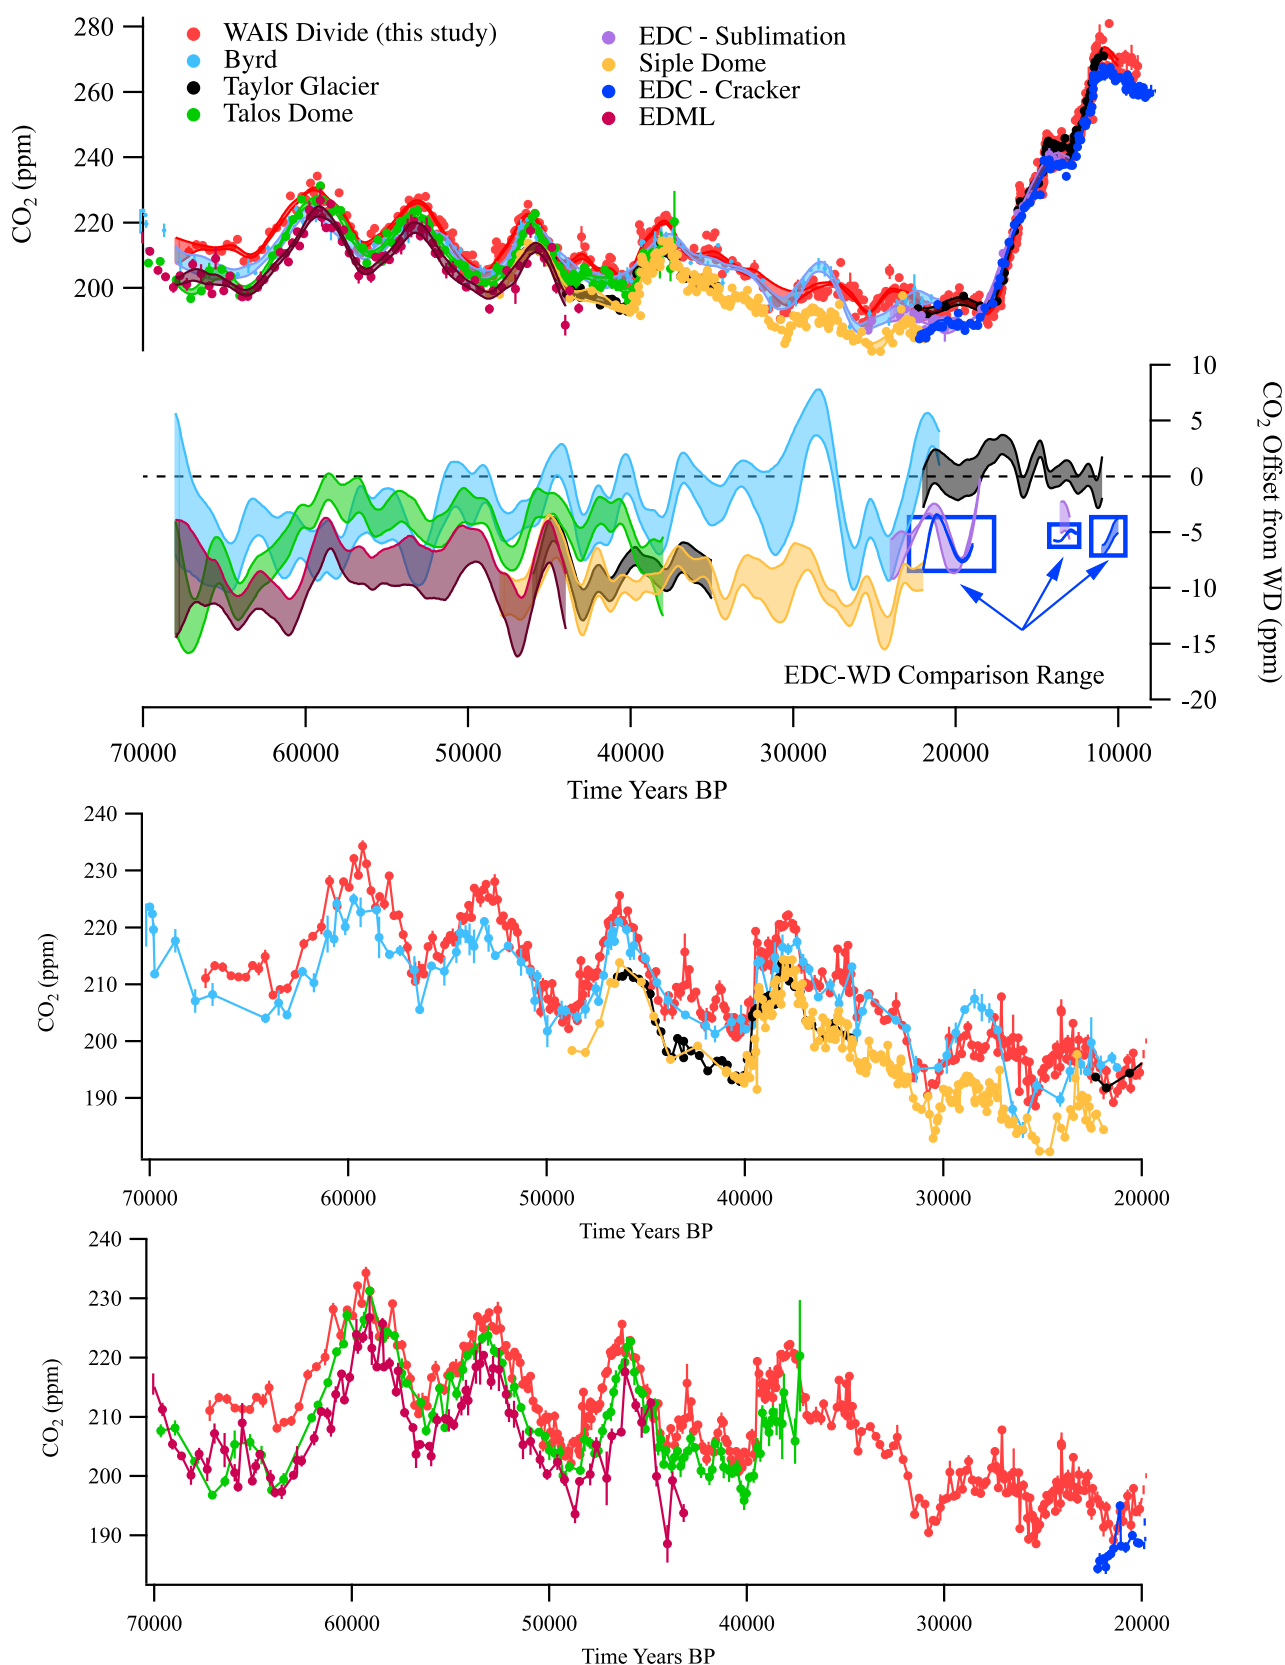 280
260
240
220
200
CO2 (ppm)
WAIS Divide (this study)
Byrd
Taylor Glacier
Talos Dome
EDC - Sublimation
Siple Dome
EDC - Cracker
EDML
10
5
0
-5
-10
-15
-20
CO2 Offset from WD (ppm)
EDC-WD Comparison Range
70000 60000 50000 40000 30000 20000 10000
Time Years BP
240
230
220
210
200
190
CO2 (ppm)
70000 60000 50000 40000 30000 20000
Time Years BP
240
230
220
210
200
190
CO2 (ppm)
70000 60000 50000 40000 30000 20000
Time Years BP